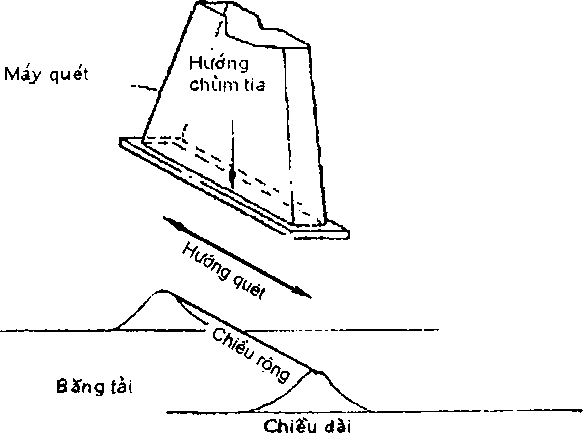 Hướng
chùm tia
Máy quét
Hướng quét
Chiều rộng
Băng tải
Chiều dài